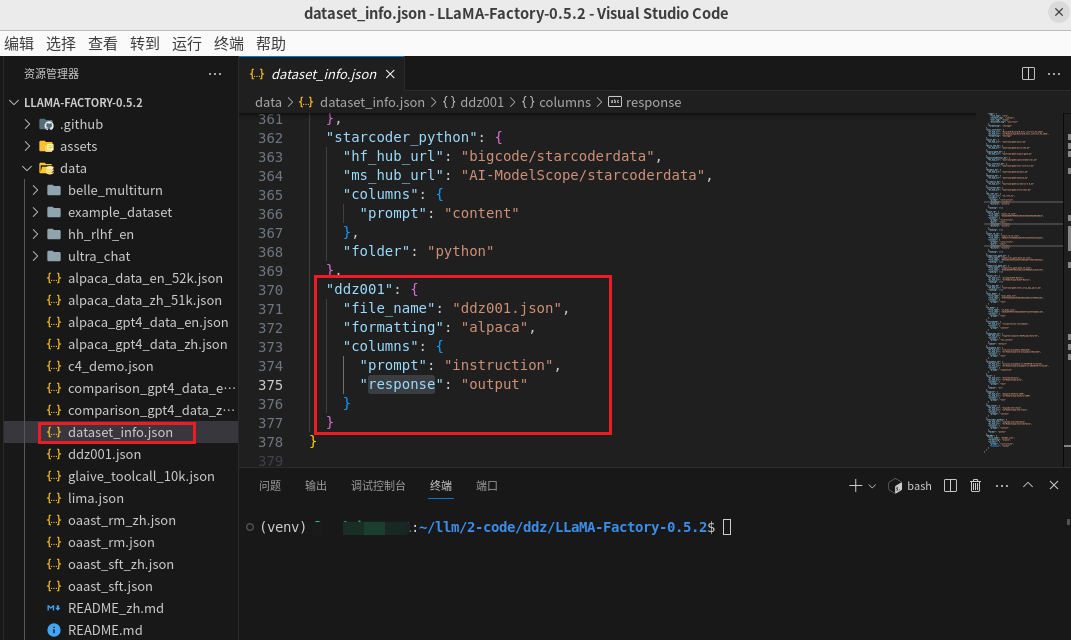 dataset_info.json - LLaMA-Factory-0.5.2 - Visual Studio Code
编辑 选择 查看 转到 运行 终端 帮助
资源管理器
LLAMA-FACTORY-0.5.2
.github
assets
data
belle_multiturn
example_dataset
hh_rlhf_en
ultra_chat
alpaca_data_en_52k.json
alpaca_data_zh_51k.json
alpaca_gpt4_data_en.json
alpaca_gpt4_data_zh.json
c4_demo.json
comparison_gpt4_data_e···
comparison_gpt4_data_z···
dataset_info.json
ddz001.json
glaive_toolcall_10k.json
lima.json
oaast_rm_zh.json
oaast_rm.json
oaast_sft_zh.json
oaast_sft.json
README_zh.md
README.md
dataset_info.json
data > dataset_info.json > {} ddz001 > {} columns > response
361 },
362 "starcoder_python": {
363 "hf_hub_url": "bigcode/starcoderdata",
364 "ms_hub_url": "AI-ModelScope/starcoderdata",
365 "columns": {
366 "prompt": "content"
367 },
368 "folder": "python"
369 },
370 "ddz001": {
371 "file_name": "ddz001.json",
372 "formatting": "alpaca",
373 "columns": {
374 "prompt": "instruction",
375 "response": "output"
376 }
377 }
378 }
379
问题 输出 调试控制台 终端 端口
bash
(venv) :~/llm/2-code/ddz/LLaMA-Factory-0.5.2$